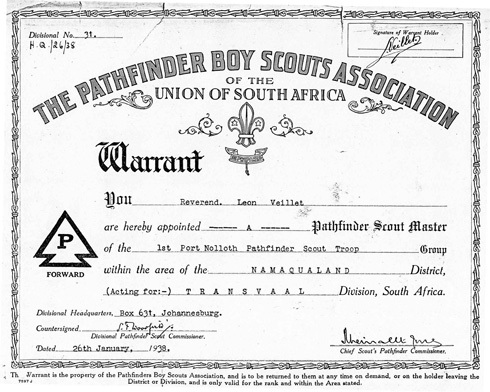 Divisional No. 31.
H.Q./26/38
Signature of Warrant Holder
LVeillet
THE PATHFINDER BOY SCOUTS ASSOCIATION
OF THE
UNION OF SOUTH AFRICA
Warrant
You Reverend. Leon Veillet
are hereby appointed ---- A ---- Pathfinder Scout Master
of the 1st Port Nolloth Pathfinder Scout Troop Group
within the area of the NAMAQUALAND District,
(Acting for:-) TRANSVAAL Division, South Africa.
P
FORWARD
Divisional Headquarters, Box 631, Johannesburg.
Countersigned
Divisional Pathfinder Scout Commissioner.
Dated 26th January, 1938.
Chief Scout's Pathfinder Commissioner.
Th Warrant is the property of the Pathfinders Boy Scouts Association, and is to be returned to them at any time on demand, or on the holder leaving the
District or Division, and is only valid for the rank and within the Area stated.